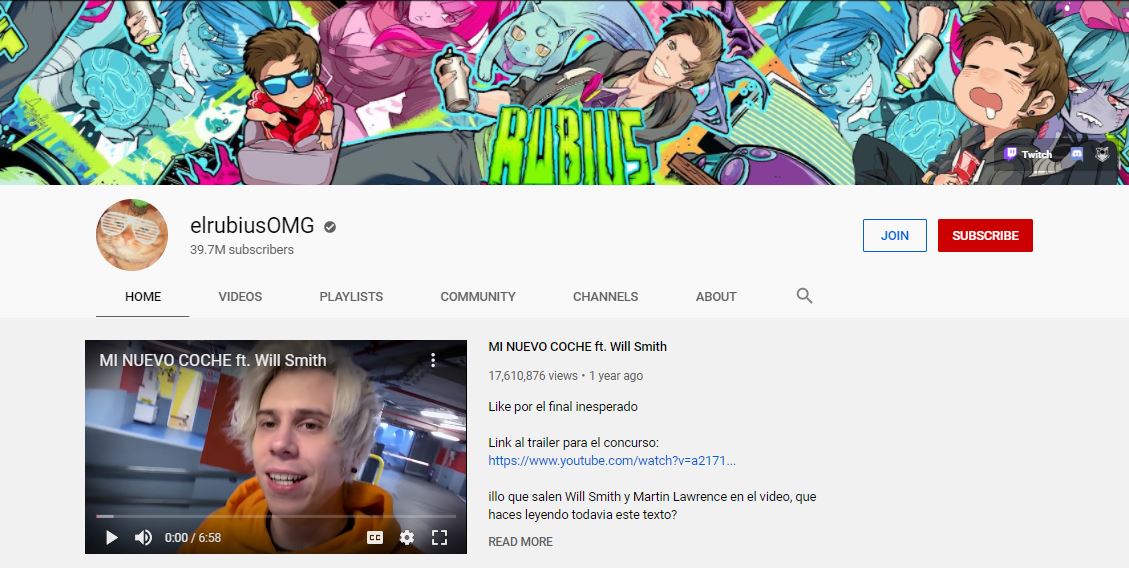 RUBIUS
Twitch
elrubiusOMG
39.7M subscribers
JOIN
SUBSCRIBE
HOME
VIDEOS
PLAYLISTS
COMMUNITY
CHANNELS
ABOUT
MI NUEVO COCHE ft. Will Smith
0:00 / 6:58
MI NUEVO COCHE ft. Will Smith
17,610,876 views • 1 year ago
Like por el final inesperado
Link al trailer para el concurso:
https://www.youtube.com/watch?v=a2171...
illo que salen Will Smith y Martin Lawrence en el video, que
haces leyendo todavia este texto?
READ MORE